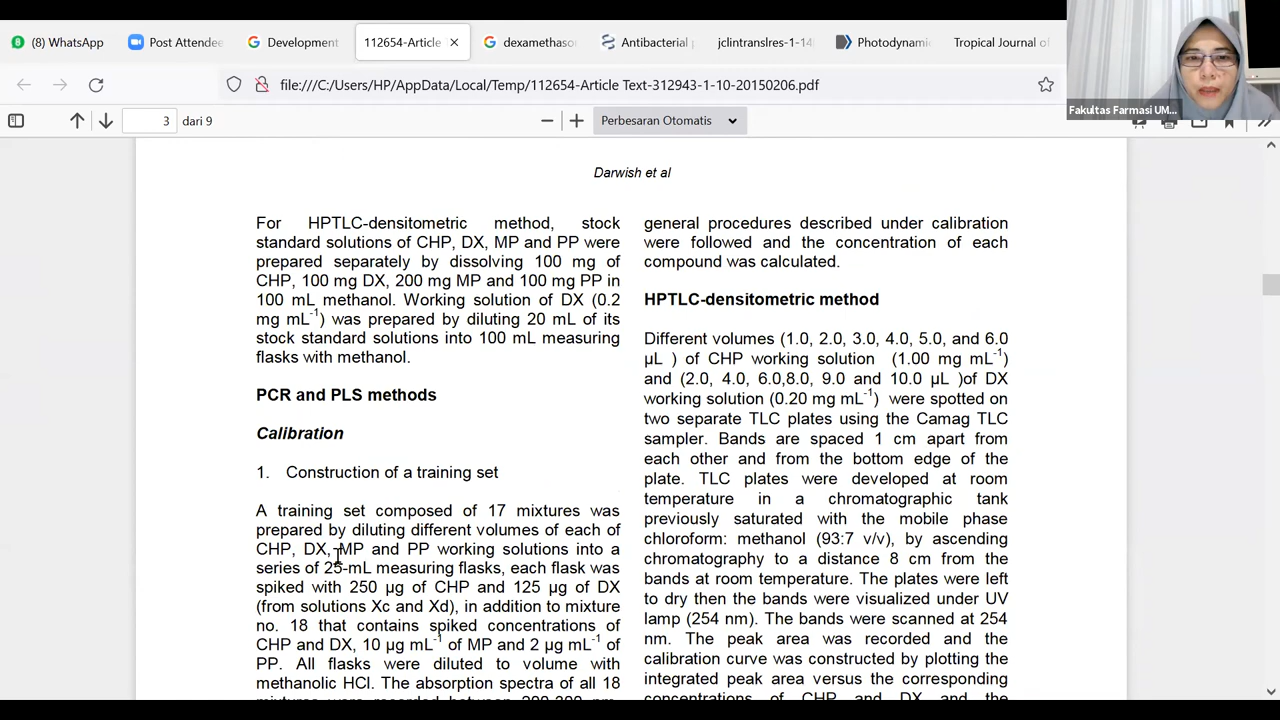 (8) WhatsApp
Post Attendee
Development
112654-Article
dexamethaso
Antibacterial
jclintranslres-1-14
Photodynami
Tropical Journal of
file:///C:/Users/HP/AppData/Local/Temp/112654-Article Text-312943-1-10-20150206.pdf
Fakultas Farmasi UM...
3 dari 9
Perbesaran Otomatis
Darwish et al
For HPTLC-densitometric method, stock
standard solutions of CHP, DX, MP and PP were
prepared separately by dissolving 100 mg of
CHP, 100 mg DX, 200 mg MP and 100 mg PP in
100 mL methanol. Working solution of DX (0.2
mg mL-1) was prepared by diluting 20 mL of its
stock standard solutions into 100 mL measuring
flasks with methanol.
PCR and PLS methods
Calibration
1. Construction of a training set
A training set composed of 17 mixtures was
prepared by diluting different volumes of each of
CHP, DX, MP and PP working solutions into a
series of 25-mL measuring flasks, each flask was
spiked with 250 µg of CHP and 125 µg of DX
(from solutions Xc and Xd), in addition to mixture
no. 18 that contains spiked concentrations of
CHP and DX, 10 µg mL-1 of MP and 2 µg mL-1 of
PP. All flasks were diluted to volume with
methanolic HCl. The absorption spectra of all 18
general procedures described under calibration
were followed and the concentration of each
compound was calculated.
HPTLC-densitometric method
Different volumes (1.0, 2.0, 3.0, 4.0, 5.0, and 6.0
µL ) of CHP working solution (1.00 mg mL-1)
and (2.0, 4.0, 6.0,8.0, 9.0 and 10.0 µL )of DX
working solution (0.20 mg mL-1) were spotted on
two separate TLC plates using the Camag TLC
sampler. Bands are spaced 1 cm apart from
each other and from the bottom edge of the
plate. TLC plates were developed at room
temperature in a chromatographic tank
previously saturated with the mobile phase
chloroform: methanol (93:7 v/v), by ascending
chromatography to a distance 8 cm from the
bands at room temperature. The plates were left
to dry then the bands were visualized under UV
lamp (254 nm). The bands were scanned at 254
nm. The peak area was recorded and the
calibration curve was constructed by plotting the
integrated peak area versus the corresponding
concentrations of CHP and DX and the